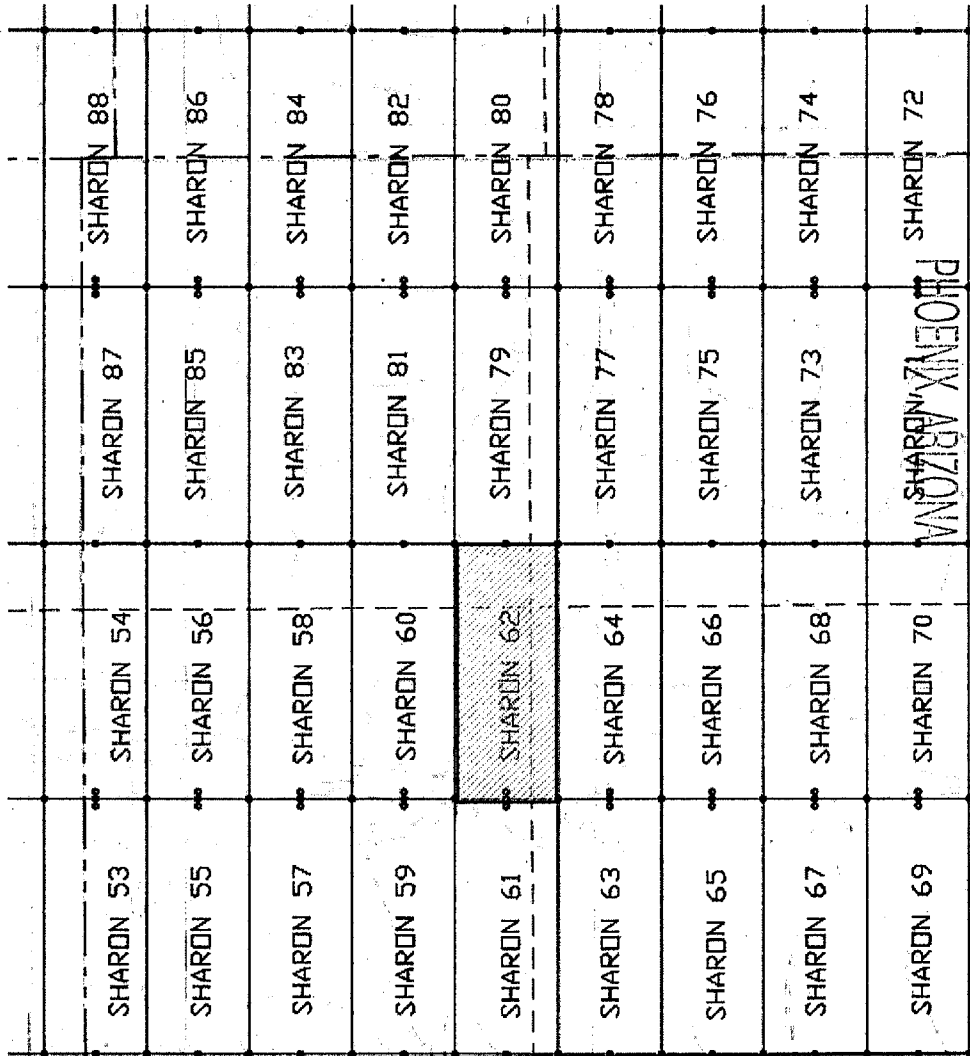 SHARON 88
SHARON 86
SHARON 84
SHARON 82
SHARON 80
SHARON 78
SHARON 76
SHARON 74
SHARON 72
SHARON 87
SHARON 85
SHARON 83
SHARON 81
SHARON 79
SHARON 77
SHARON 75
SHARON 73
SHARON 71
PHOENIX, ARIZONA
SHARON 54
SHARON 56
SHARON 58
SHARON 60
SHARON 62
SHARON 64
SHARON 66
SHARON 68
SHARON 70
SHARON 53
SHARON 55
SHARON 57
SHARON 59
SHARON 61
SHARON 63
SHARON 65
SHARON 67
SHARON 69